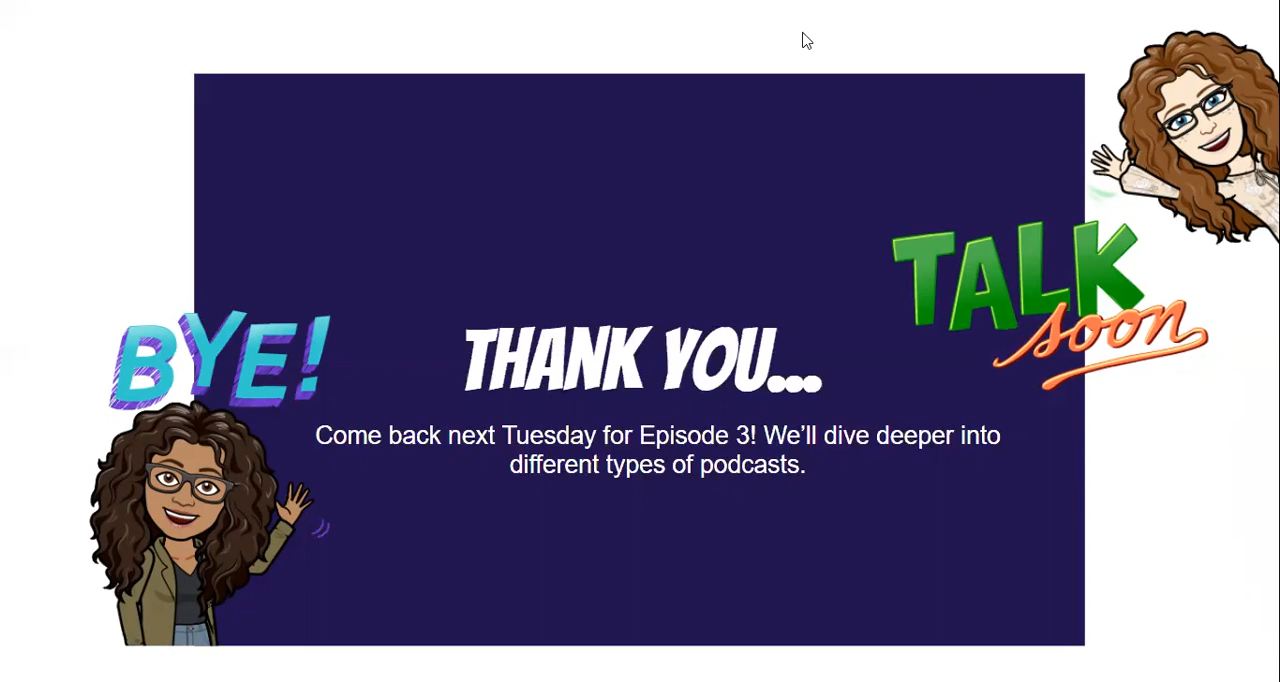 TALK
soon
BYE!
THANK YOU...
Come back next Tuesday for Episode 3! We’ll dive deeper into
different types of podcasts.